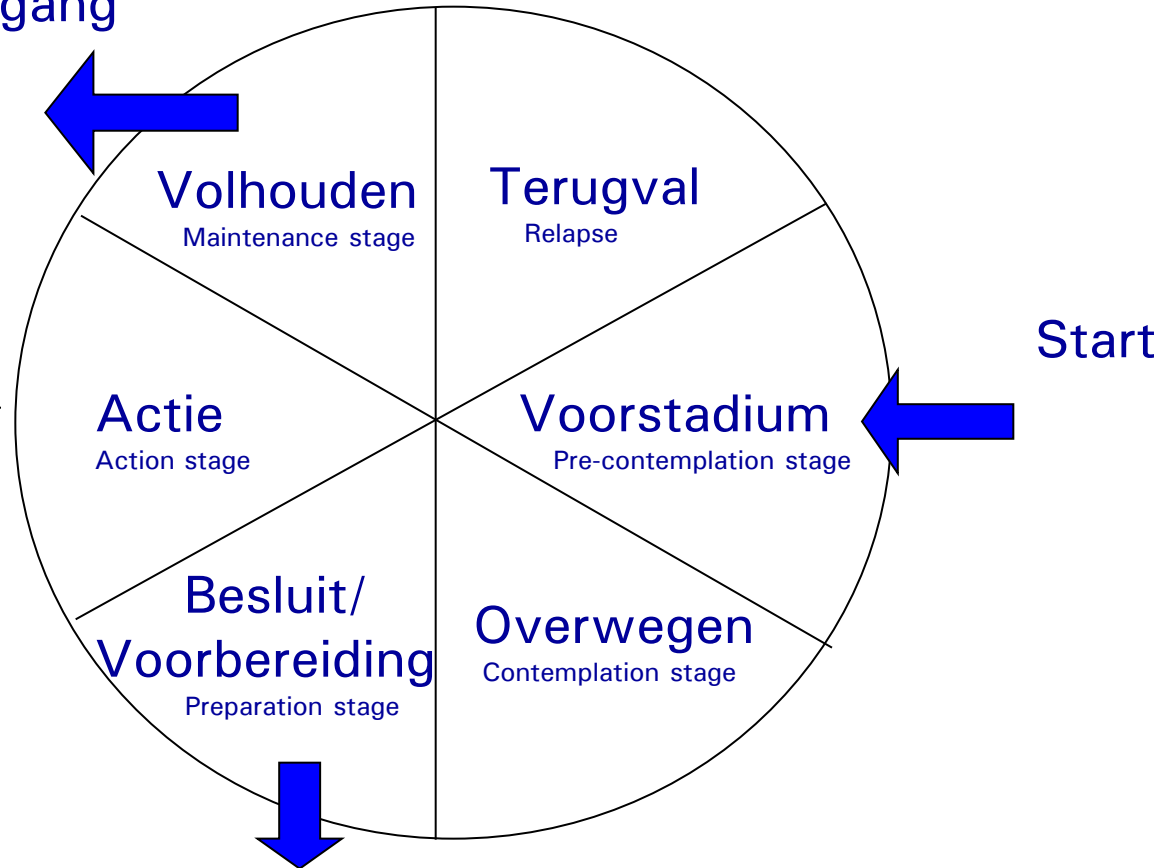 gang
Volhouden
Maintenance stage
Terugval
Relapse
Start
Actie
Action stage
Voorstadium
Pre-contemplation stage
Besluit/
Voorbereiding
Preparation stage
Overwegen
Contemplation stage